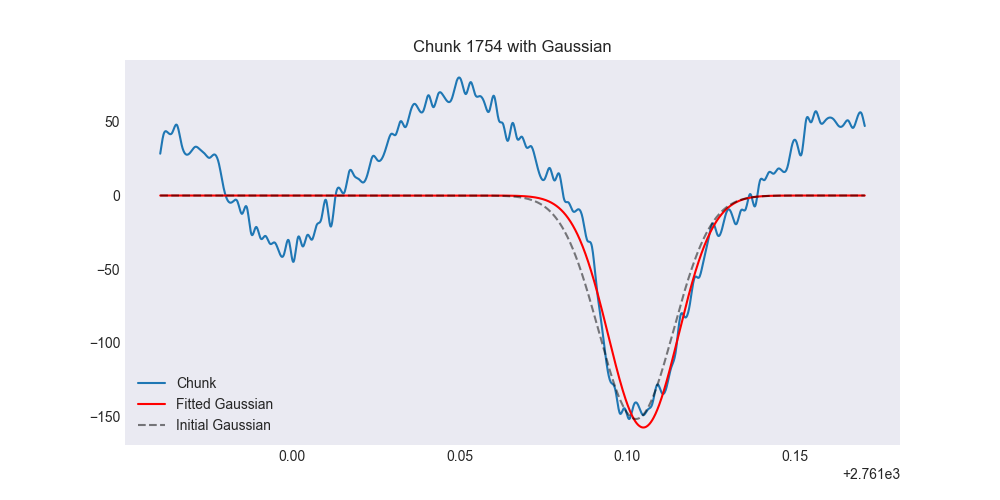 Chunk 1754 with Gaussian
50
0
−50
−100
−150
Chunk
Fitted Gaussian
Initial Gaussian
0.00 0.05 0.10 0.15
+2.761e3